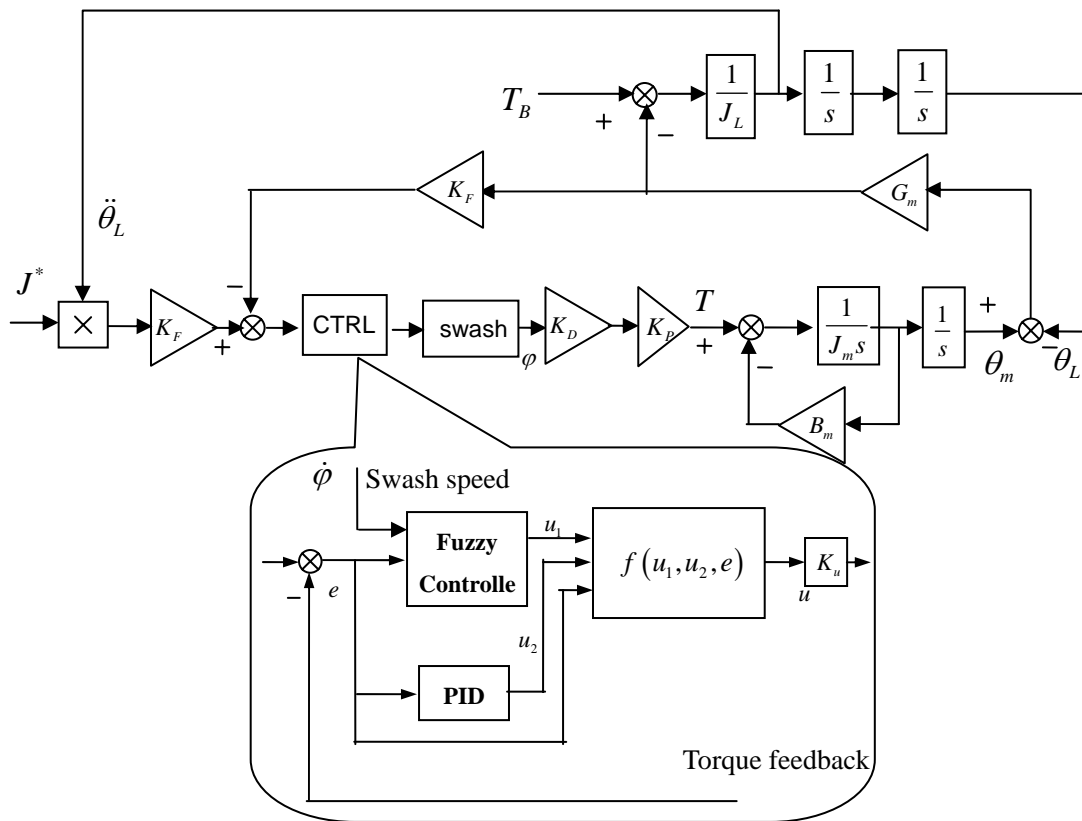 T_B
+
−
1
J_L
1
s
1
s
K_F
G_m
θ̈_L
J*
×
K_F
−
+
CTRL
swash
φ
K_D
K_P
T
+
−
1
J_m s
1
s
+
θ_m
−
θ_L
B_m
φ̇
Swash speed
−
e
Fuzzy
Controlle
u_1
f(u_1,u_2,e)
u
K_u
u_2
PID
Torque feedback